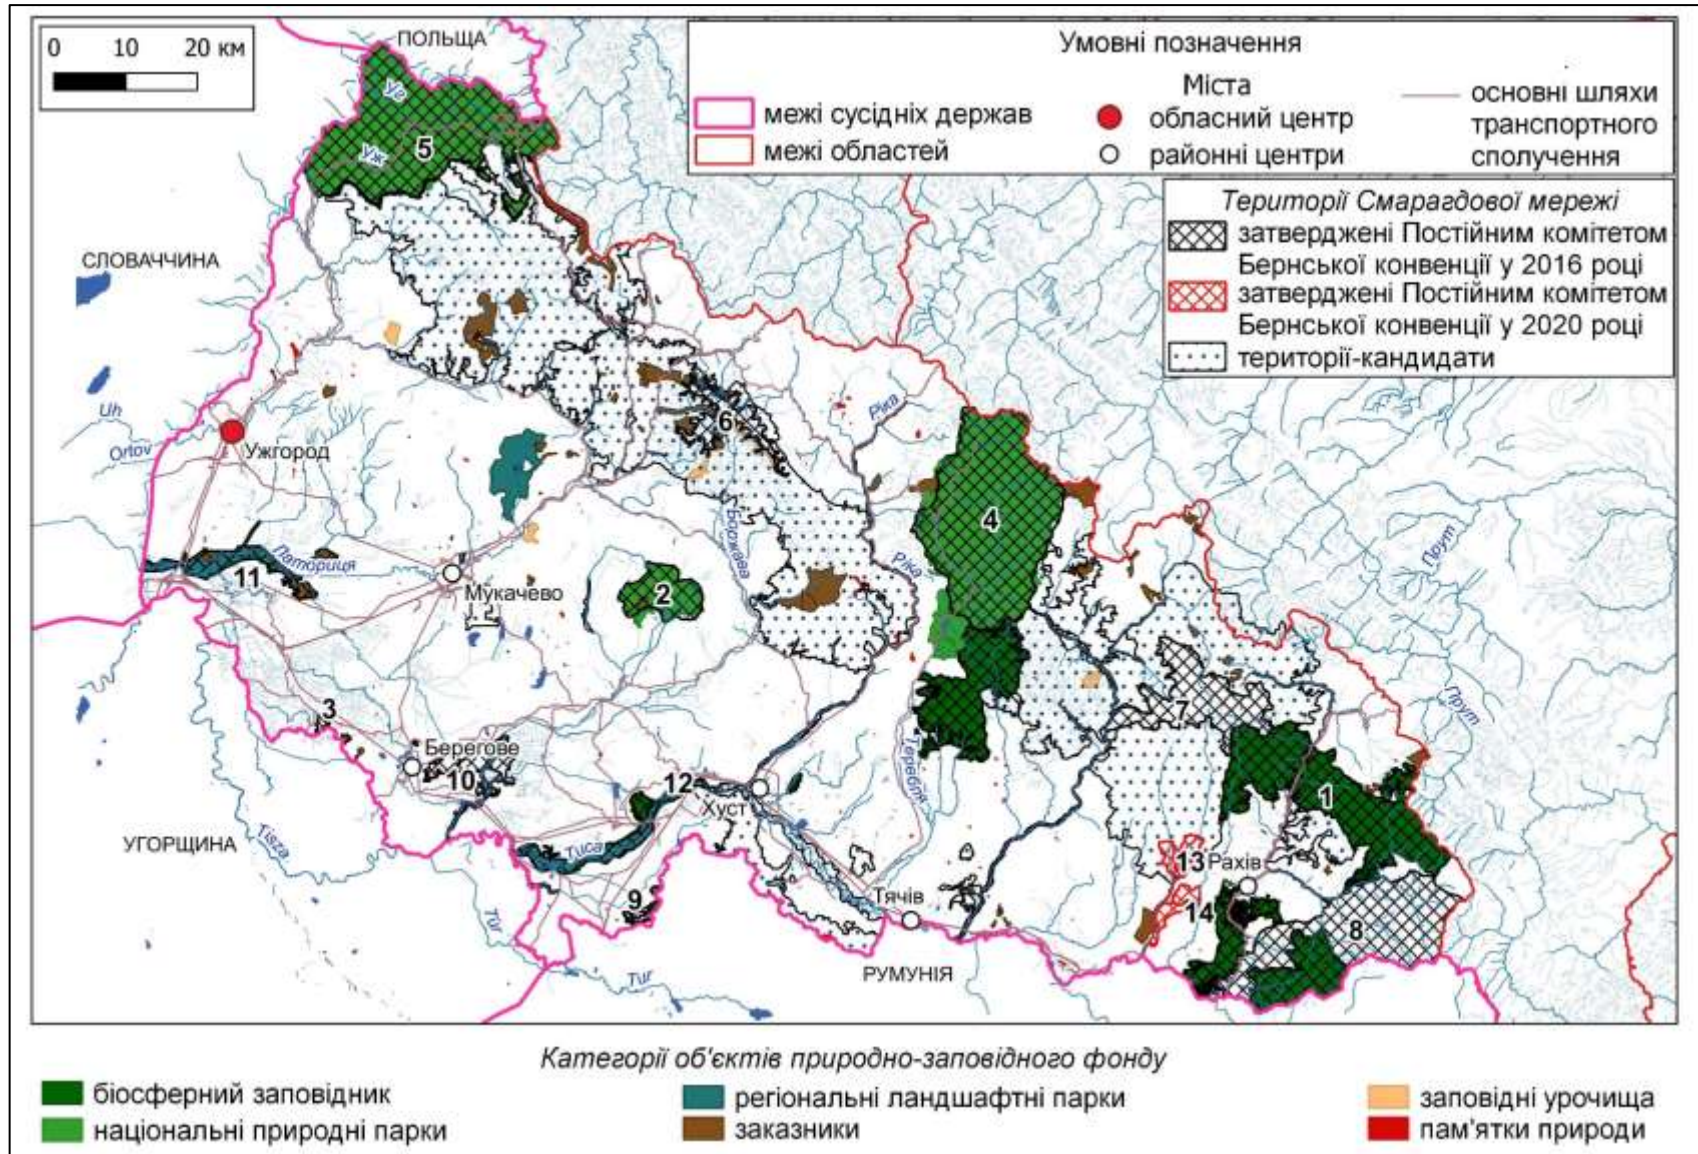 0 10 20 км
ПОЛЬЩА
Умовні позначення
межі сусідніх держав
межі областей
Міста
обласний центр
районні центри
основні шляхи
транспортного
сполучення
Території Смарагдової мережі
затверджені Постійним комітетом
Бернської конвенції у 2016 році
затверджені Постійним комітетом
Бернської конвенції у 2020 році
території-кандидати
Уг
Уж
5
СЛОВАЧЧИНА
Uh
Ortov
Ужгород
6
Ріка
4
Прут
Латориця
11
Мукачево
2
Боржава
Ріка
3
Берегове
10
7
Прут
Теребля
1
12
Хуст
УГОРЩИНА
Tisza
Тиса
13
Рахів
14
9
Tur
Тячів
8
РУМУНІЯ
Tur
Категорії об'єктів природно-заповідного фонду
біосферний заповідник
національні природні парки
регіональні ландшафтні парки
заказники
заповідні урочища
пам'ятки природи